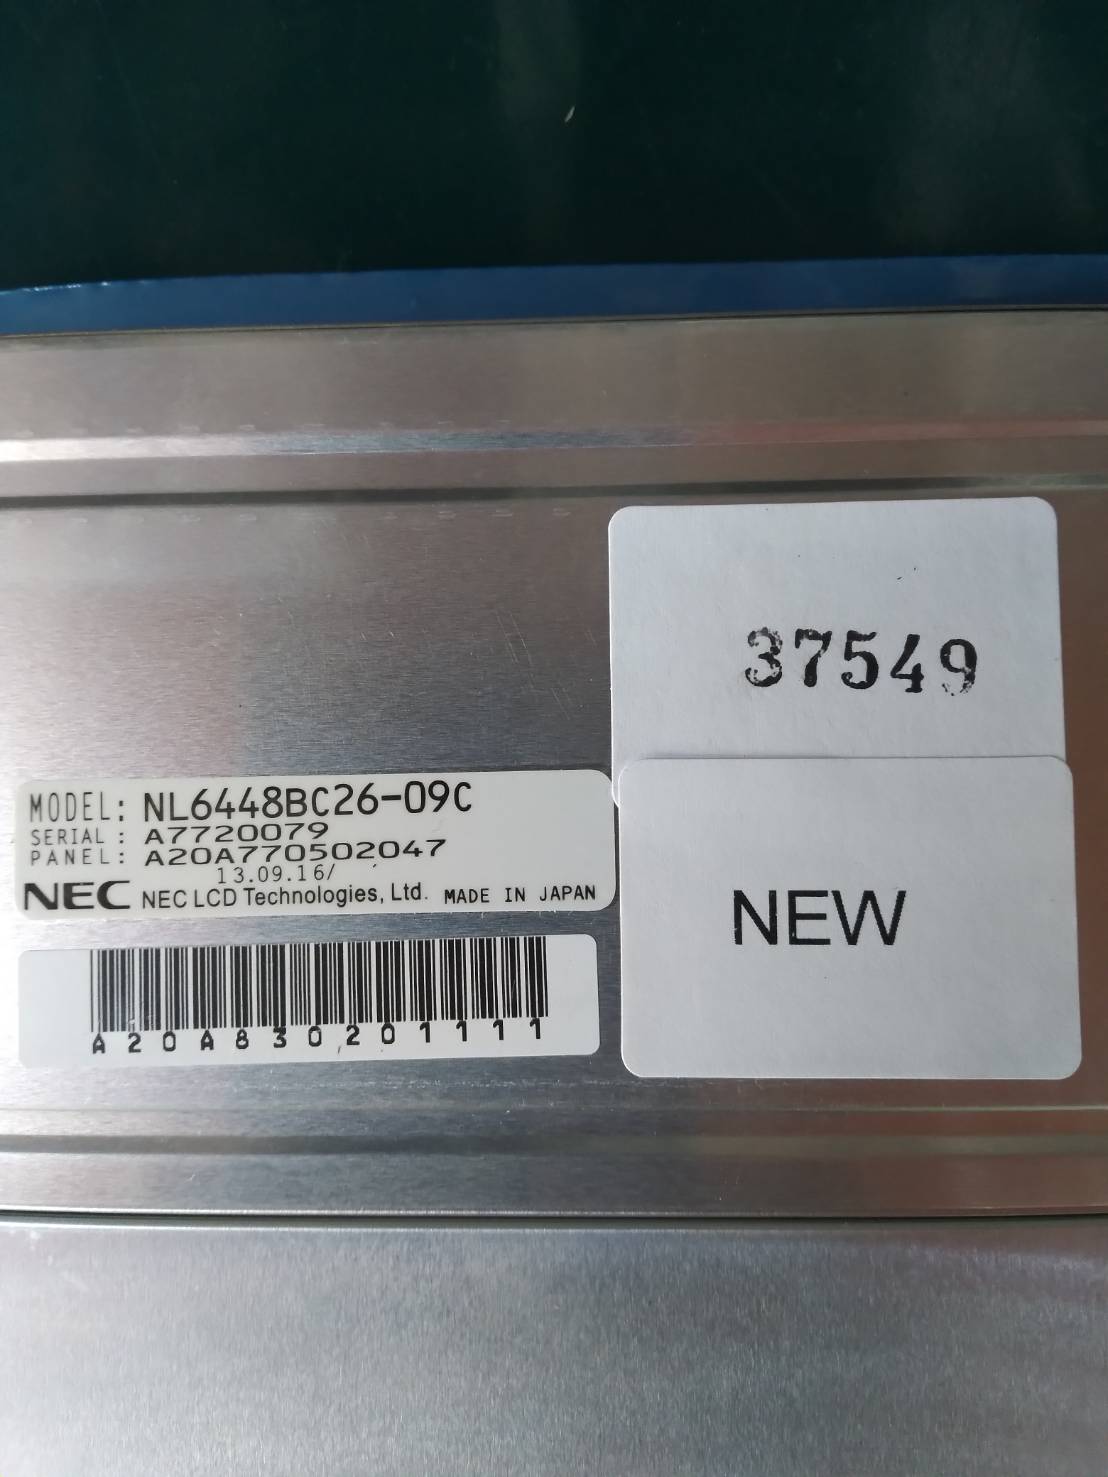 37549
MODEL: NL6448BC26-09C
SERIAL : A7720079
PANEL: A20A770502047
13.09.16/
NEC NEC LCD Technologies, Ltd. MADE IN JAPAN
NEW
A20A830201111